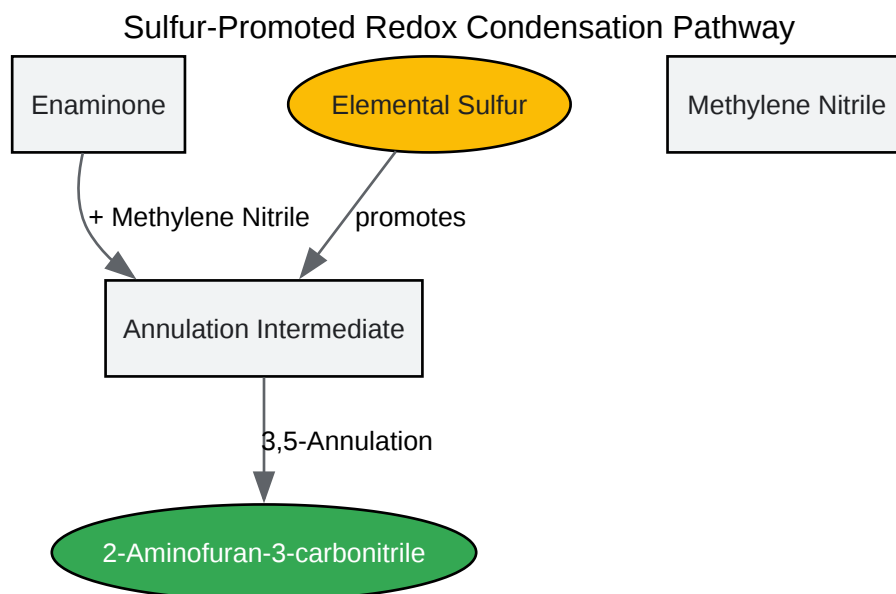 Sulfur-Promoted Redox Condensation Pathway
Enaminone
Elemental Sulfur
Methylene Nitrile
+ Methylene Nitrile
promotes
Annulation Intermediate
3,5-Annulation
2-Aminofuran-3-carbonitrile